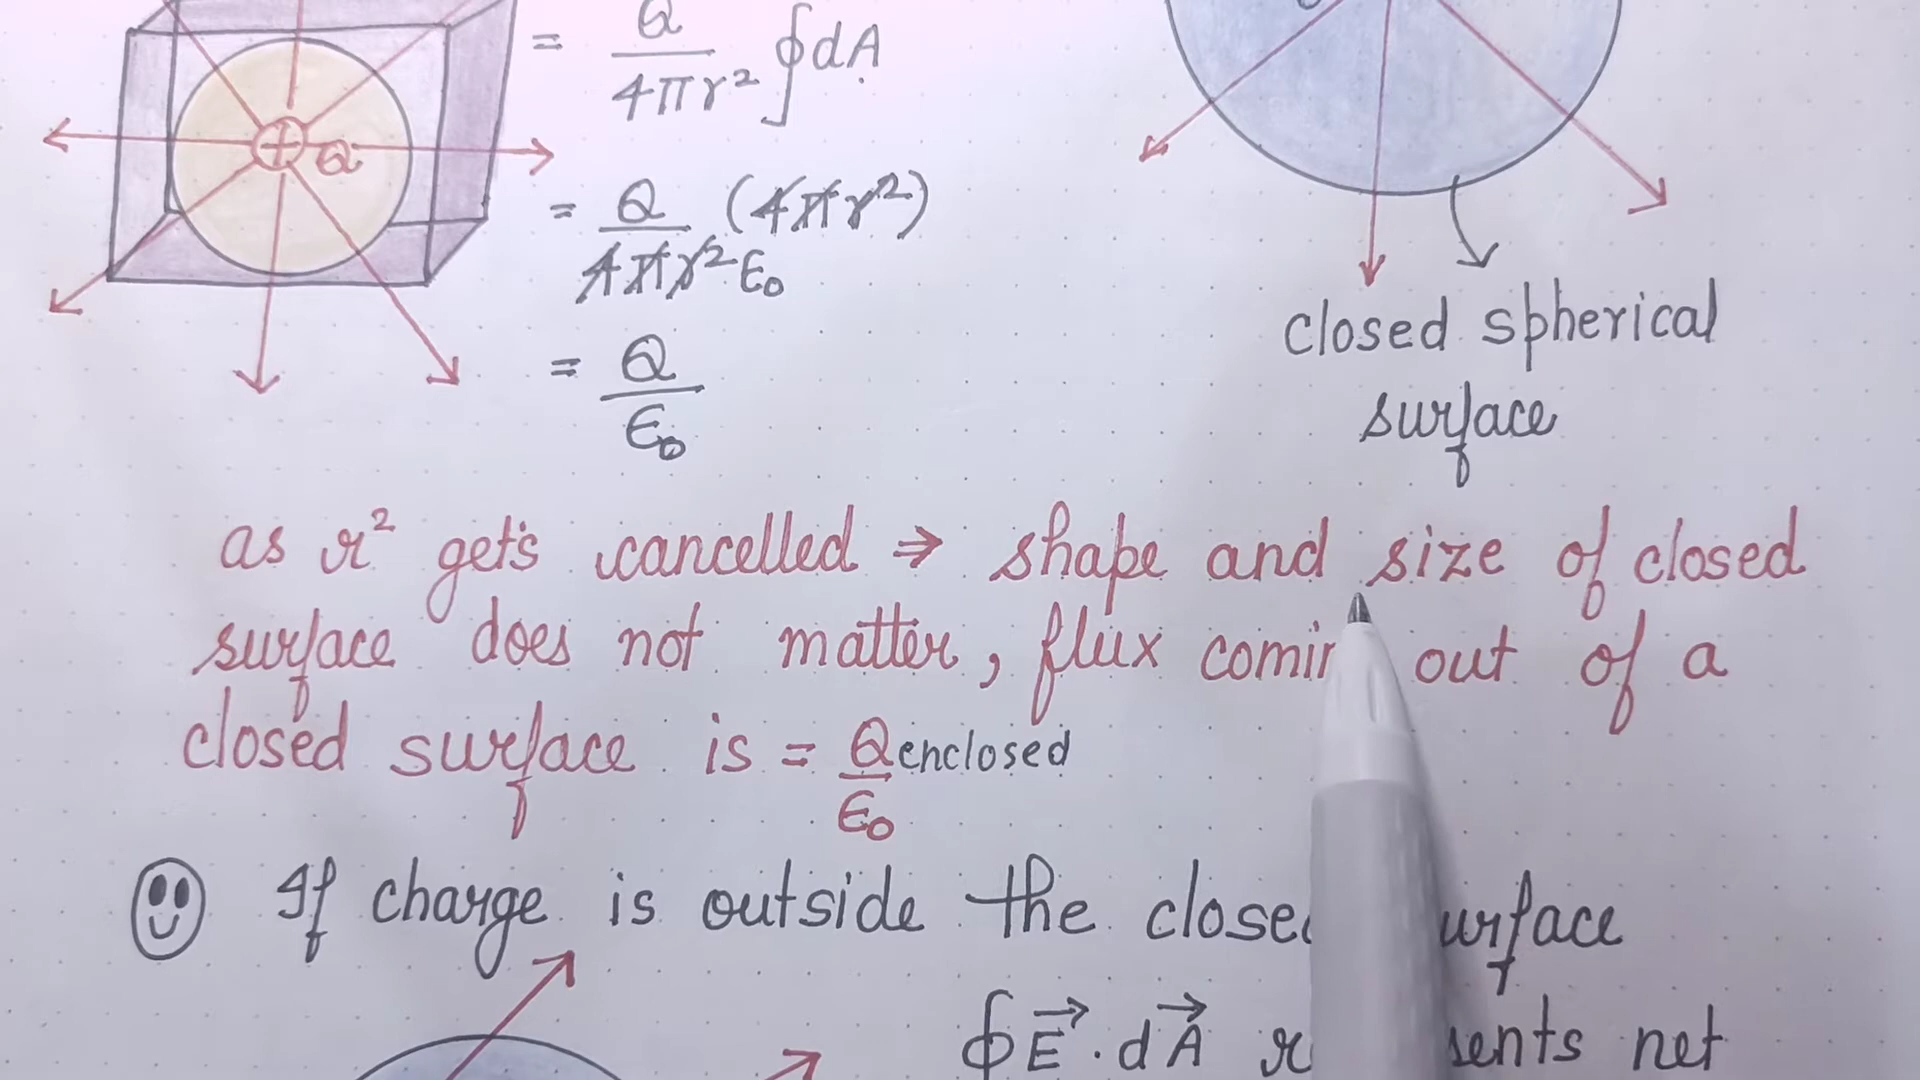 = Q/4πr² ∮dA
Q
= Q/4πr²ε₀ (4πr²)
= Q/ε₀
closed spherical
surface
as r² gets cancelled ⇒ shape and size of closed
surface does not matter, flux comin out of a
closed surface is = Qenclosed/ε₀
If charge is outside the close urface
∮E⃗.dA⃗ r sents net